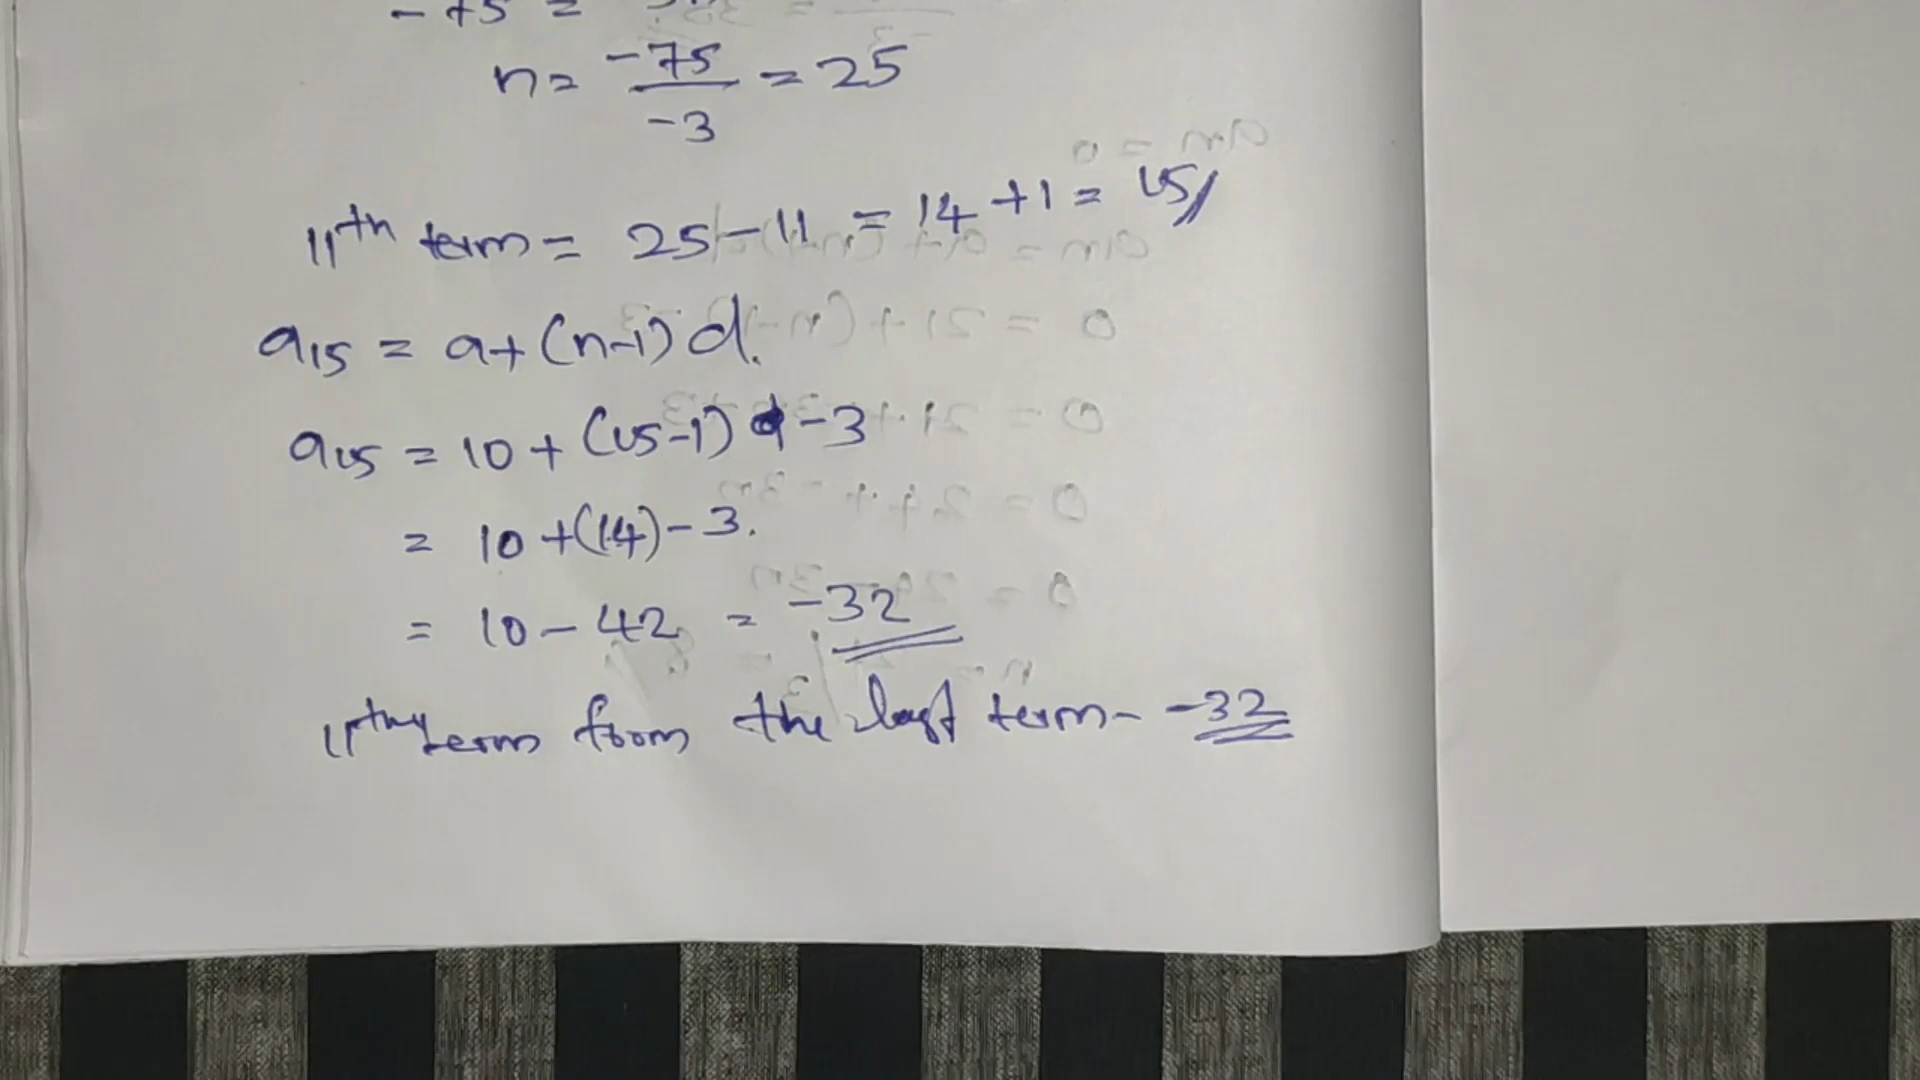 -75 =
n = -75/-3 = 25
11th term = 25 - 11 = 14 + 1 = 15//
a15 = a + (n-1) d.
a15 = 10 + (15-1) -3
= 10 + (14) - 3.
= 10 - 42 = -32
11th term from the last term - -32